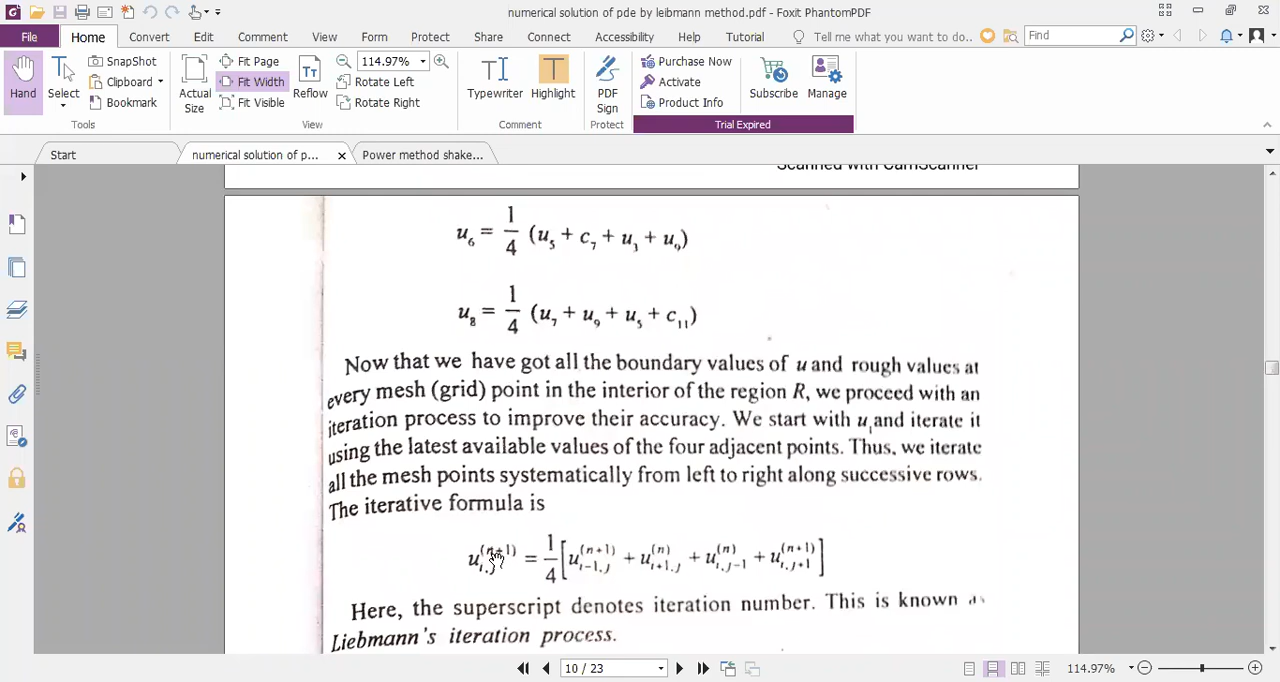 numerical solution of pde by leibmann method.pdf - Foxit PhantomPDF
File Home Convert Edit Comment View Form Protect Share Connect Accessibility Help Tutorial Tell me what you want to do.. Find
Hand
Select
SnapShot
Clipboard
Bookmark
Tools
Actual Size
Fit Page
Fit Width
Fit Visible
Reflow
114.97%
Rotate Left
Rotate Right
View
Typewriter
Highlight
Comment
PDF Sign
Protect
Purchase Now
Activate
Product Info
Subscribe
Manage
Trial Expired
Start numerical solution of p... Power method shake...
Scanned with CamScanner
u₆ = 1/4 (u₅ + c₇ + u₃ + u₉)
u₈ = 1/4 (u₇ + u₉ + u₅ + c₁₁)
Now that we have got all the boundary values of u and rough values at
every mesh (grid) point in the interior of the region R, we proceed with an
iteration process to improve their accuracy. We start with u₁ and iterate it
using the latest available values of the four adjacent points. Thus, we iterate
all the mesh points systematically from left to right along successive rows.
The iterative formula is
u_{i,j}^{(n+1)} = 1/4 [u_{i-1,j}^{(n+1)} + u_{i+1,j}^{(n)} + u_{i,j-1}^{(n)} + u_{i,j+1}^{(n+1)}]
Here, the superscript denotes iteration number. This is known as
Liebmann's iteration process.
10 / 23
114.97%